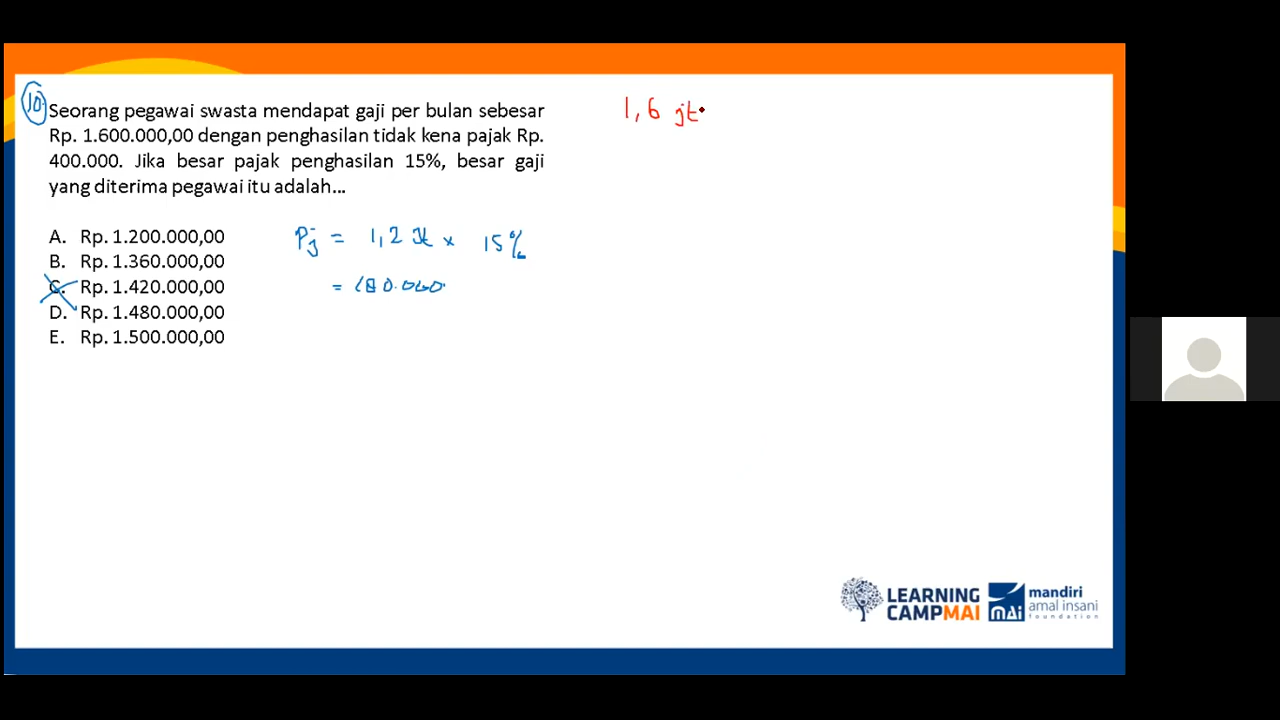 10.
Seorang pegawai swasta mendapat gaji per bulan sebesar
Rp. 1.600.000,00 dengan penghasilan tidak kena pajak Rp.
400.000. Jika besar pajak penghasilan 15%, besar gaji
yang diterima pegawai itu adalah...
A. Rp. 1.200.000,00
B. Rp. 1.360.000,00
C. Rp. 1.420.000,00
D. Rp. 1.480.000,00
E. Rp. 1.500.000,00
Pj = 1,2 jt x 15%
= 180.000.
1,6 jt
LEARNING
CAMPMAI
MAI
mandiri
amal insani
foundation